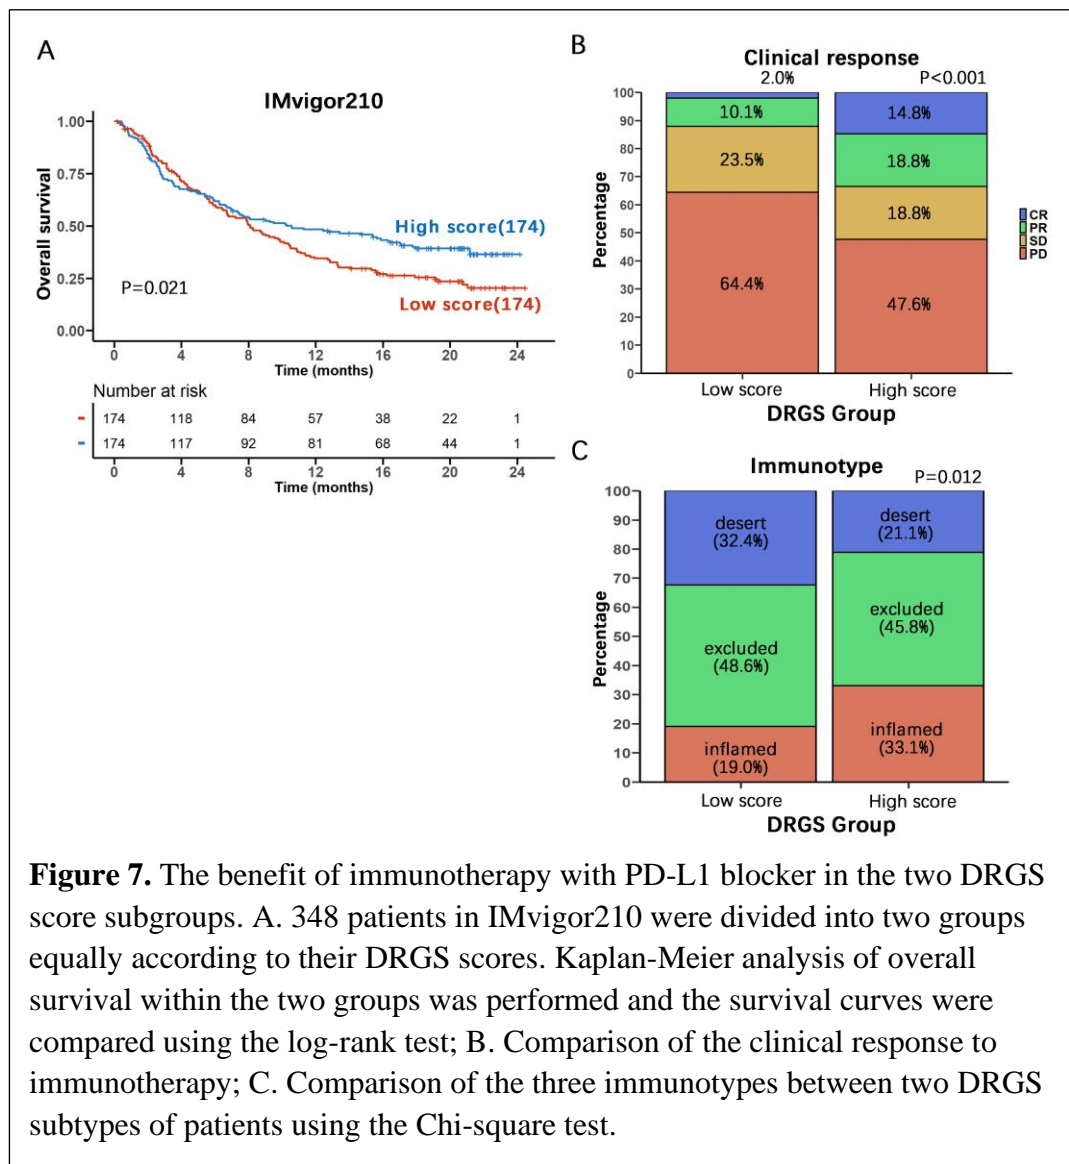 A
IMvigor210
Overall survival
1.00
0.75
0.50
0.25
0.00
High score(174)
Low score(174)
P=0.021
0 4 8 12 16 20 24
Time (months)
Number at risk
174 118 84 57 38 22 1
174 117 92 81 68 44 1
0 4 8 12 16 20 24
Time (months)
B
Clinical response
2.0% P<0.001
Percentage
100
90
80
70
60
50
40
30
20
10
0
10.1%
23.5%
64.4%
14.8%
18.8%
18.8%
47.6%
CR
PR
SD
PD
Low score High score
DRGS Group
C
Immunotype
P=0.012
Percentage
100
90
80
70
60
50
40
30
20
10
0
desert
(32.4%)
excluded
(48.6%)
inflamed
(19.0%)
desert
(21.1%)
excluded
(45.8%)
inflamed
(33.1%)
Low score High score
DRGS Group
Figure 7. The benefit of immunotherapy with PD-L1 blocker in the two DRGS
score subgroups. A. 348 patients in IMvigor210 were divided into two groups
equally according to their DRGS scores. Kaplan-Meier analysis of overall
survival within the two groups was performed and the survival curves were
compared using the log-rank test; B. Comparison of the clinical response to
immunotherapy; C. Comparison of the three immunotypes between two DRGS
subtypes of patients using the Chi-square test.